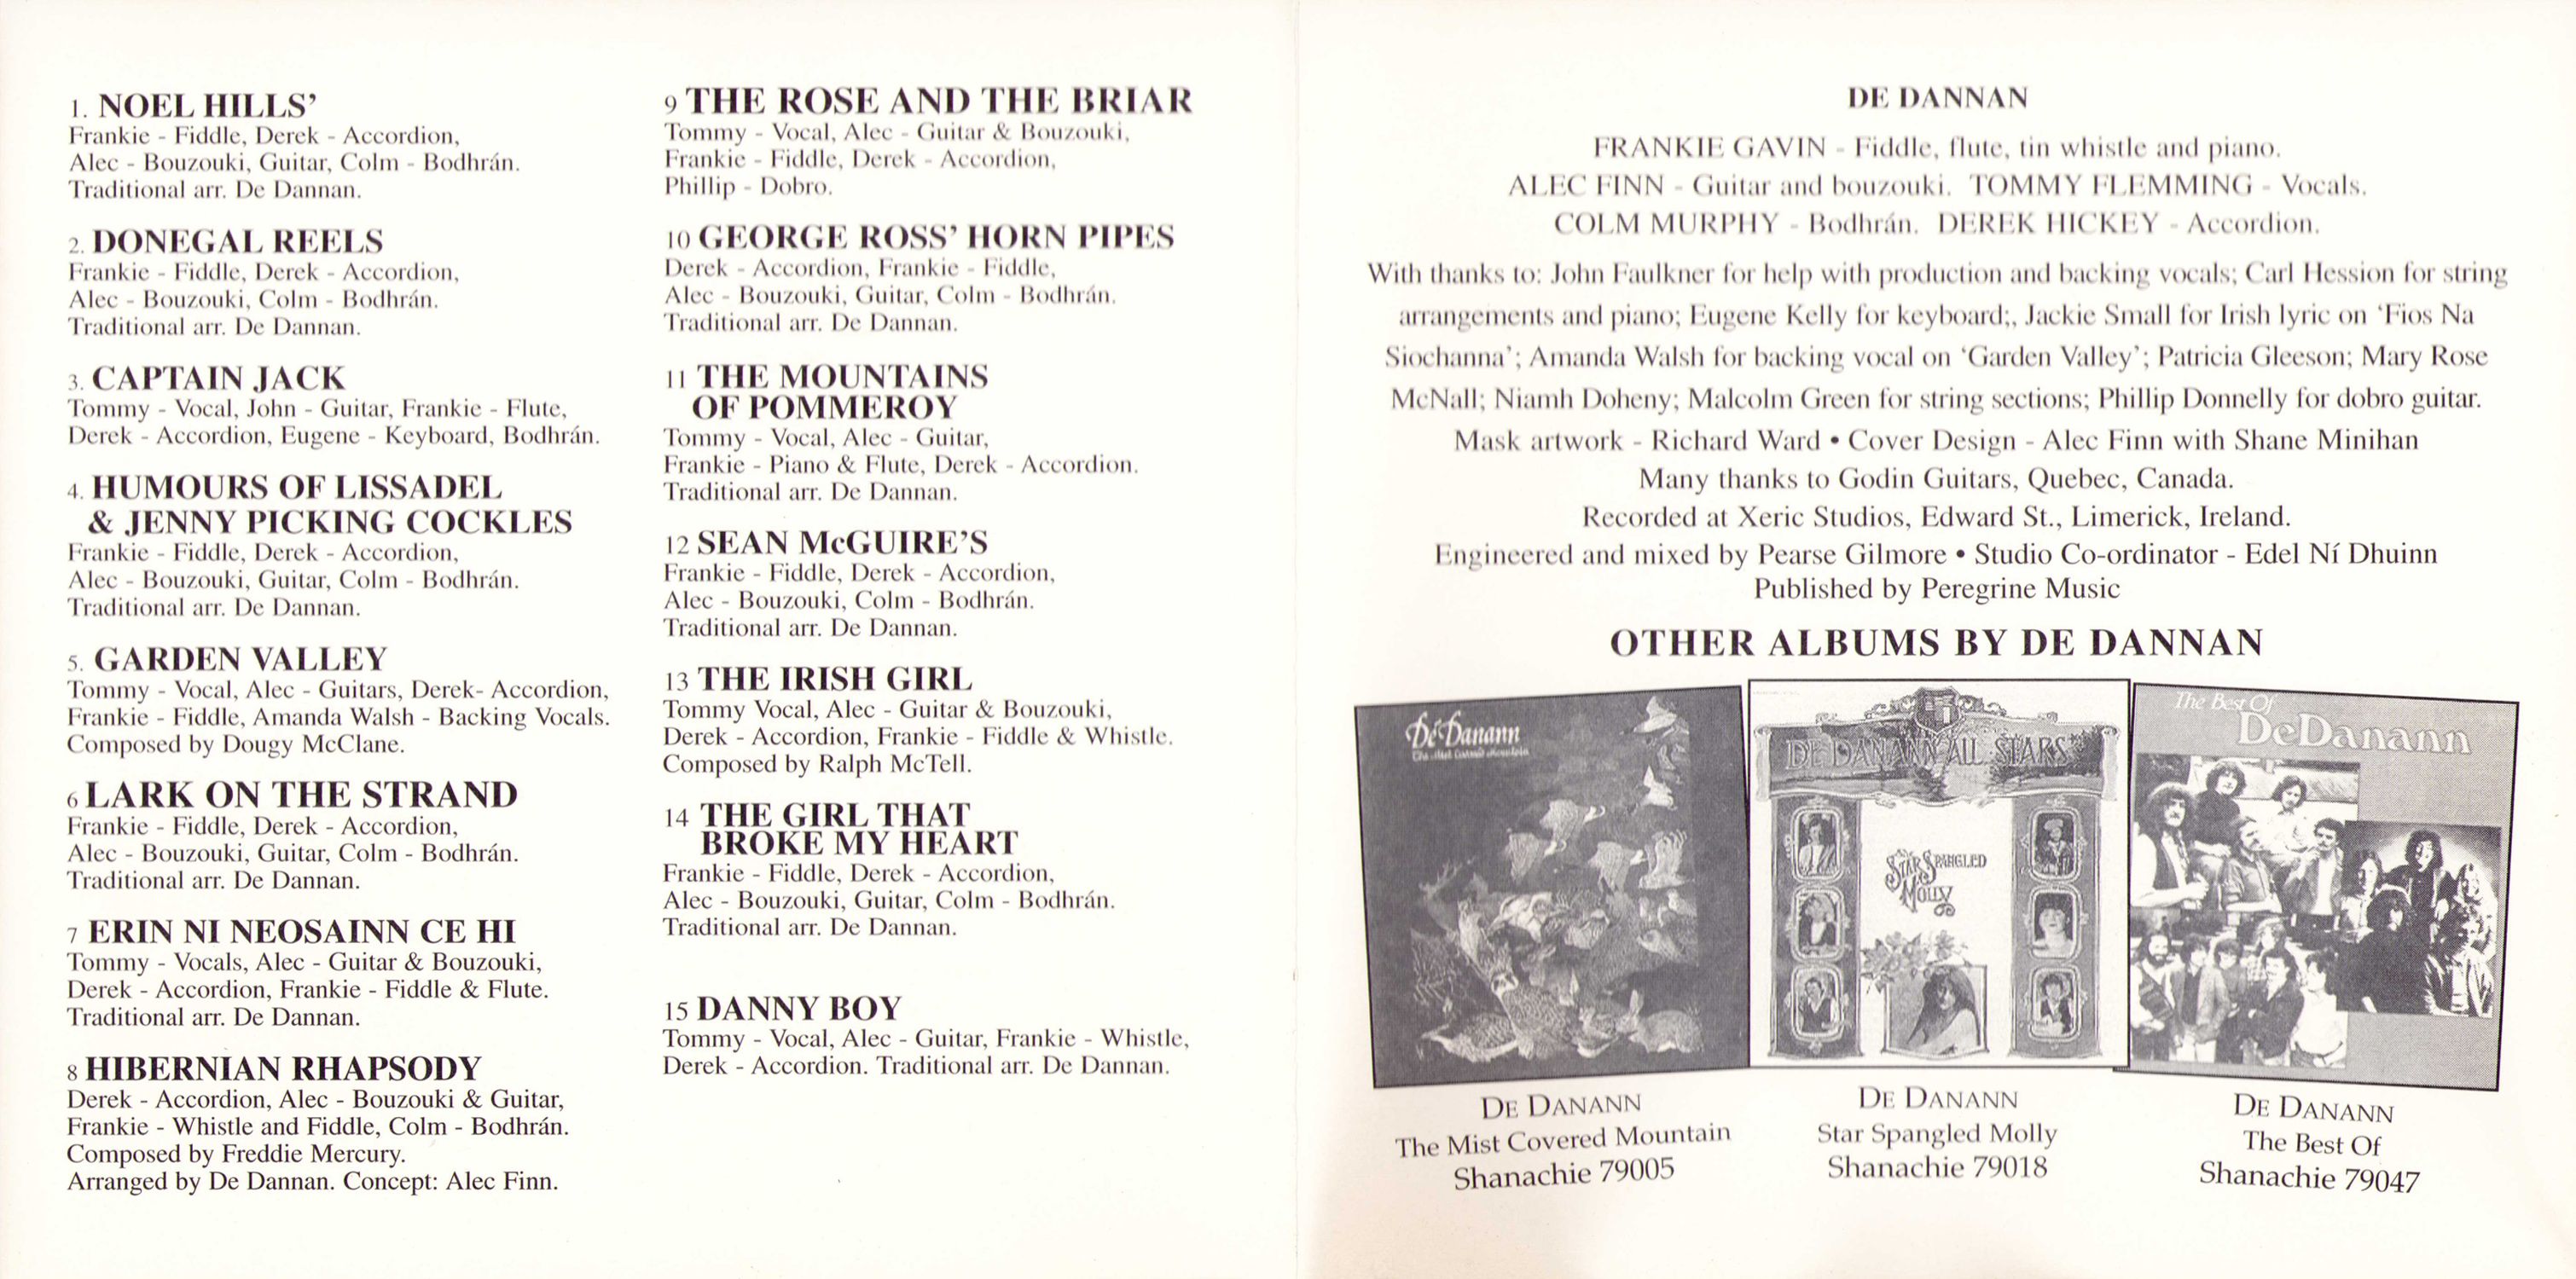 1. NOEL HILLS’
Frankie - Fiddle, Derek - Accordion,
Alec - Bouzouki, Guitar, Colm - Bodhrán.
Traditional arr. De Dannan.
2. DONEGAL REELS
Frankie - Fiddle, Derek - Accordion,
Alec - Bouzouki, Colm - Bodhrán.
Traditional arr. De Dannan.
3. CAPTAIN JACK
Tommy - Vocal, John - Guitar, Frankie - Flute,
Derek - Accordion, Eugene - Keyboard, Bodhrán.
4. HUMOURS OF LISSADEL
& JENNY PICKING COCKLES
Frankie - Fiddle, Derek - Accordion,
Alec - Bouzouki, Guitar, Colm - Bodhrán.
Traditional arr. De Dannan.
5. GARDEN VALLEY
Tommy - Vocal, Alec - Guitars, Derek- Accordion,
Frankie - Fiddle, Amanda Walsh - Backing Vocals.
Composed by Dougy McClane.
6 LARK ON THE STRAND
Frankie - Fiddle, Derek - Accordion,
Alec - Bouzouki, Guitar, Colm - Bodhrán.
Traditional arr. De Dannan.
7 ERIN NI NEOSAINN CE HI
Tommy - Vocals, Alec - Guitar & Bouzouki,
Derek - Accordion, Frankie - Fiddle & Flute.
Traditional arr. De Dannan.
8 HIBERNIAN RHAPSODY
Derek - Accordion, Alec - Bouzouki & Guitar,
Frankie - Whistle and Fiddle, Colm - Bodhrán.
Composed by Freddie Mercury.
Arranged by De Dannan. Concept: Alec Finn.
9 THE ROSE AND THE BRIAR
Tommy - Vocal, Alec - Guitar & Bouzouki,
Frankie - Fiddle, Derek - Accordion,
Phillip - Dobro.
10 GEORGE ROSS’ HORN PIPES
Derek - Accordion, Frankie - Fiddle,
Alec - Bouzouki, Guitar, Colm - Bodhrán.
Traditional arr. De Dannan.
11 THE MOUNTAINS
OF POMMEROY
Tommy - Vocal, Alec - Guitar,
Frankie - Piano & Flute, Derek - Accordion.
Traditional arr. De Dannan.
12 SEAN McGUIRE’S
Frankie - Fiddle, Derek - Accordion,
Alec - Bouzouki, Colm - Bodhrán.
Traditional arr. De Dannan.
13 THE IRISH GIRL
Tommy Vocal, Alec - Guitar & Bouzouki,
Derek - Accordion, Frankie - Fiddle & Whistle.
Composed by Ralph McTell.
14 THE GIRL THAT
BROKE MY HEART
Frankie - Fiddle, Derek - Accordion,
Alec - Bouzouki, Guitar, Colm - Bodhrán.
Traditional arr. De Dannan.
15 DANNY BOY
Tommy - Vocal, Alec - Guitar, Frankie - Whistle,
Derek - Accordion. Traditional arr. De Dannan.
DE DANNAN
FRANKIE GAVIN - Fiddle, flute, tin whistle and piano.
ALEC FINN - Guitar and bouzouki. TOMMY FLEMMING - Vocals.
COLM MURPHY - Bodhrán. DEREK HICKEY - Accordion.
With thanks to: John Faulkner for help with production and backing vocals; Carl Hession for string
arrangements and piano; Eugene Kelly for keyboard;, Jackie Small for Irish lyric on ‘Fios Na
Siochanna’; Amanda Walsh for backing vocal on ‘Garden Valley’; Patricia Gleeson; Mary Rose
McNall; Niamh Doheny; Malcolm Green for string sections; Phillip Donnelly for dobro guitar.
Mask artwork - Richard Ward • Cover Design - Alec Finn with Shane Minihan
Many thanks to Godin Guitars, Quebec, Canada.
Recorded at Xeric Studios, Edward St., Limerick, Ireland.
Engineered and mixed by Pearse Gilmore • Studio Co-ordinator - Edel Ní Dhuinn
Published by Peregrine Music
OTHER ALBUMS BY DE DANNAN
De Danann
The Mist Covered Mountain
DE DANANN ALL STARS
STAR SPANGLED
MOLLY
The Best Of
DeDanann
DE DANANN
The Mist Covered Mountain
Shanachie 79005
DE DANANN
Star Spangled Molly
Shanachie 79018
DE DANANN
The Best Of
Shanachie 79047